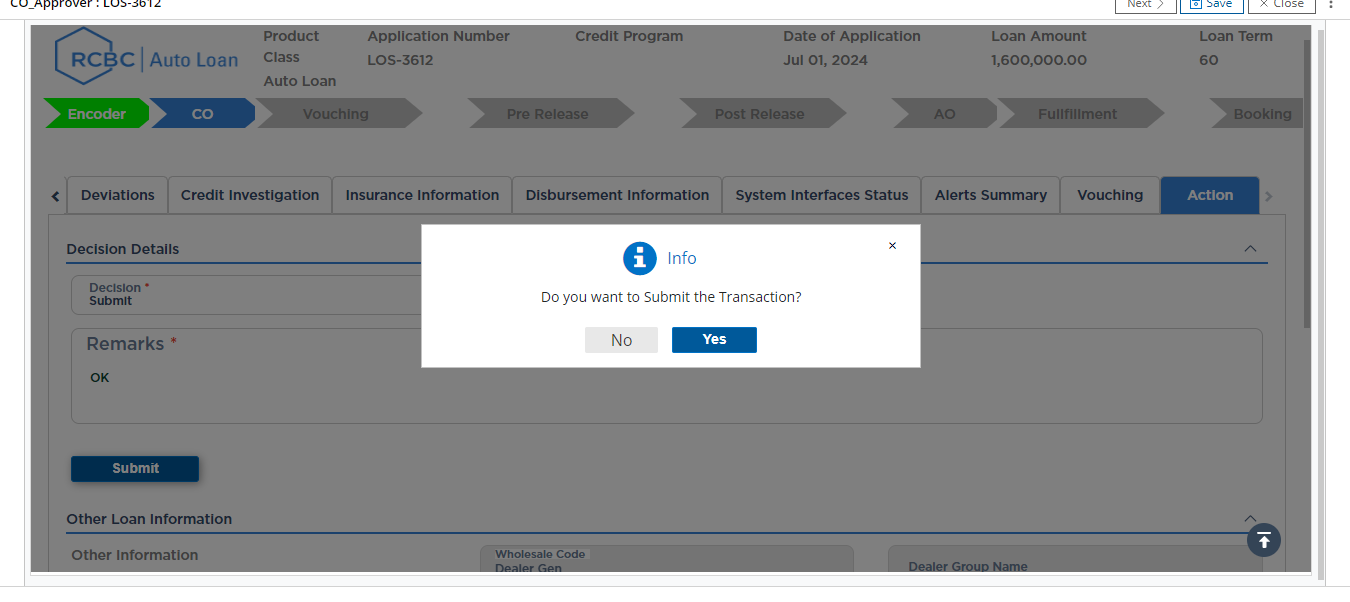 CO_Approver : LOS-3612
Next
Save
Close
RCBC Auto Loan
Product Class
Auto Loan
Application Number
LOS-3612
Credit Program
Date of Application
Jul 01, 2024
Loan Amount
1,600,000.00
Loan Term
60
Encoder
CO
Vouching
Pre Release
Post Release
AO
Fullfillment
Booking
Deviations
Credit Investigation
Insurance Information
Disbursement Information
System Interfaces Status
Alerts Summary
Vouching
Action
Decision Details
Decision *
Submit
Remarks *
OK
Info
×
Do you want to Submit the Transaction?
No
Yes
Submit
Other Loan Information
Other Information
Wholesale Code
Dealer Gen
Dealer Group Name